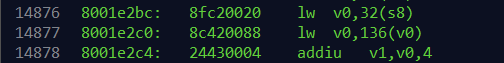 14876 8001e2bc: 8fc20020 lw v0,32(s8)
14877 8001e2c0: 8c420088 lw v0,136(v0)
14878 8001e2c4: 24430004 addiu v1,v0,4